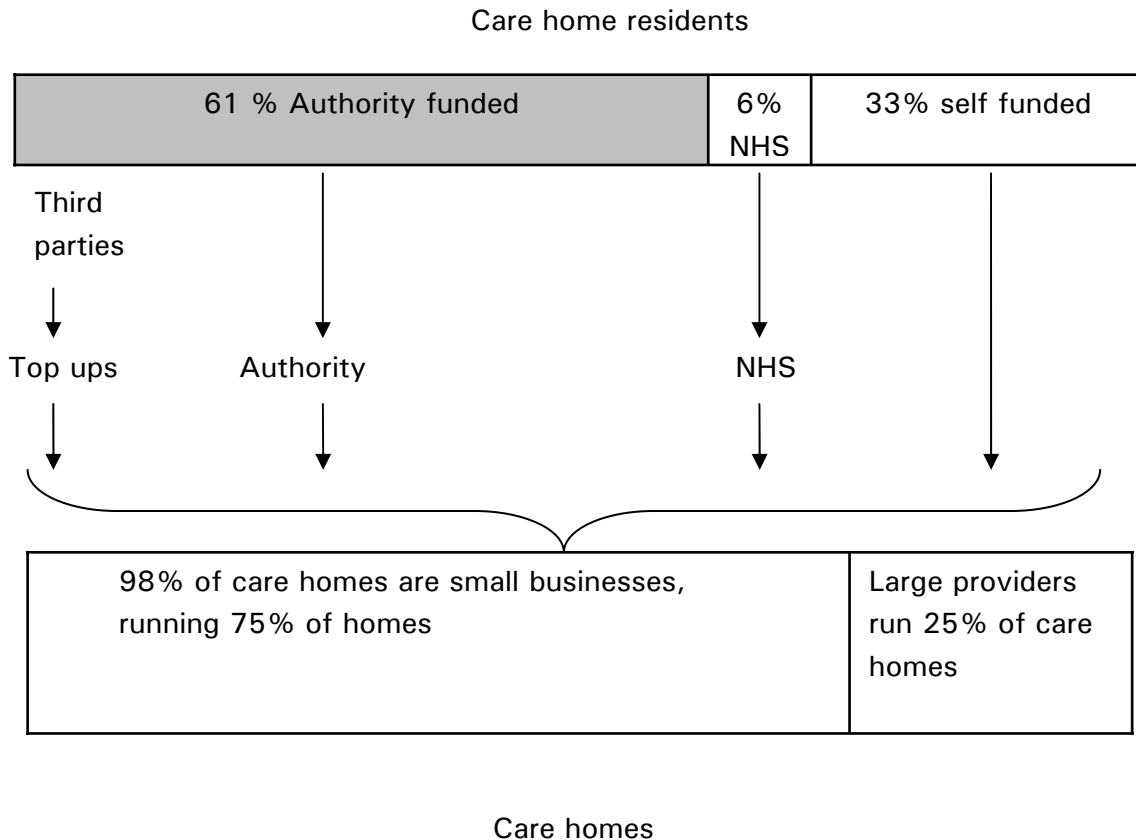 Care home residents
61 % Authority funded
6%
NHS
33% self funded
Third
parties
Top ups
Authority
NHS
98% of care homes are small businesses,
running 75% of homes
Large providers
run 25% of care
homes
Care homes